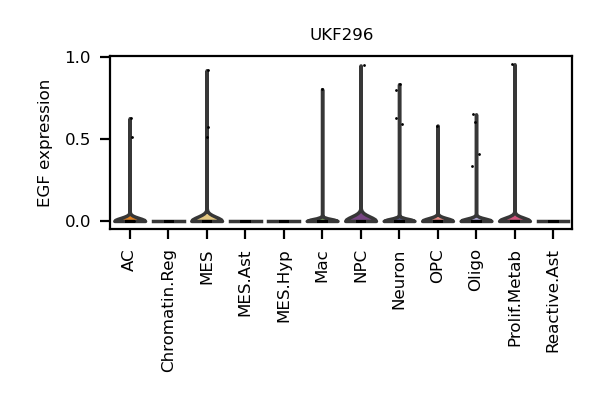 UKF296
EGF expression
1.0
0.5
0.0
AC
Chromatin.Reg
MES
MES.Ast
MES.Hyp
Mac
NPC
Neuron
OPC
Oligo
Prolif.Metab
Reactive.Ast